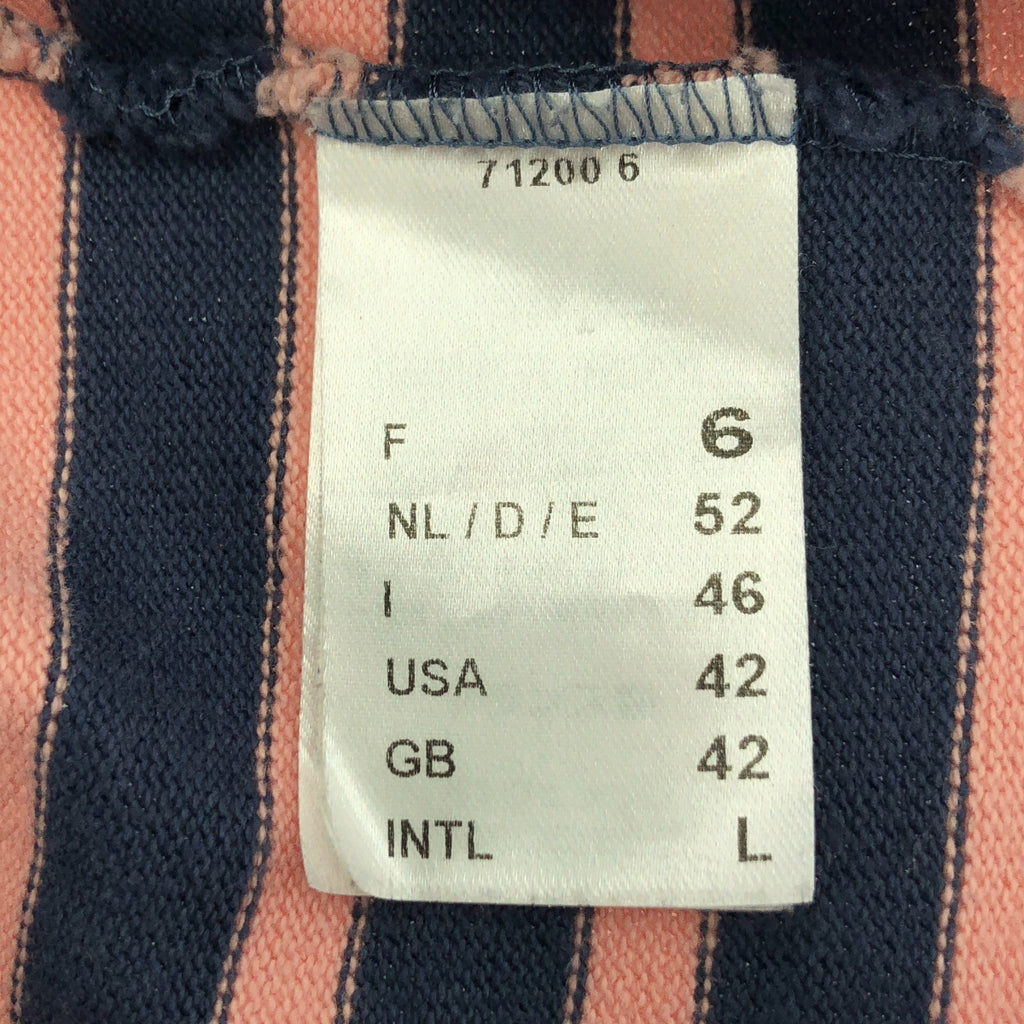 71200 6
F 6
NL / D / E 52
I 46
USA 42
GB 42
INTL L